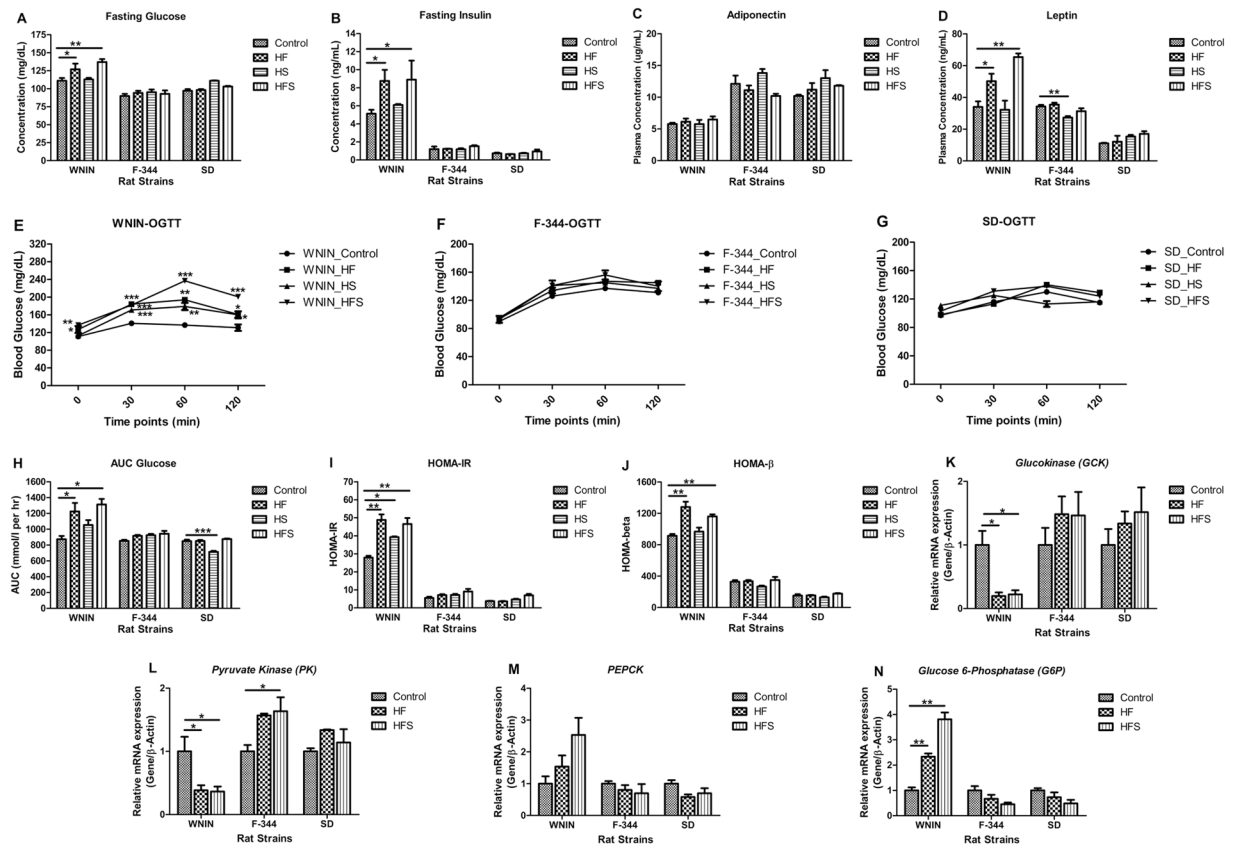 A
Fasting Glucose
Concentration (mg/dL)
175
150
125
100
75
50
25
0
**
*
WNIN
F-344
SD
Rat Strains
Control
HF
HS
HFS
B
Fasting Insulin
Concentration (ng/mL)
14
12
10
8
6
4
2
0
*
*
WNIN
F-344
SD
Rat Strains
Control
HF
HS
HFS
C
Adiponectin
Plasma Concentration (ug/mL)
20
15
10
5
0
WNIN
F-344
SD
Rat Strains
Control
HF
HS
HFS
D
Leptin
Plasma Concentration (ng/mL)
80
60
40
20
0
**
*
**
WNIN
F-344
SD
Rat Strains
Control
HF
HS
HFS
E
WNIN-OGTT
Blood Glucose (mg/dL)
320
280
240
200
160
120
80
40
0
***
***
***
**
***
***
**
*
*
**
*
0
30
60
120
Time points (min)
WNIN_Control
WNIN_HF
WNIN_HS
WNIN_HFS
F
F-344-OGTT
Blood Glucose (mg/dL)
200
160
120
80
40
0
0
30
60
120
Time points (min)
F-344_Control
F-344_HF
F-344_HS
F-344_HFS
G
SD-OGTT
Blood Glucose (mg/dL)
200
160
120
80
40
0
0
30
60
120
Time points (min)
SD_Control
SD_HF
SD_HS
SD_HFS
H
AUC Glucose
AUC (mmol/l per hr)
1600
1400
1200
1000
800
600
400
200
0
*
*
***
WNIN
F-344
SD
Rat Strains
Control
HF
HS
HFS
I
HOMA-IR
HOMA-IR
70
60
50
40
30
20
10
0
**
*
**
WNIN
F-344
SD
Rat Strains
Control
HF
HS
HFS
J
HOMA-β
HOMA-beta
1600
1200
800
400
0
**
**
WNIN
F-344
SD
Rat Strains
Control
HF
HS
HFS
K
Glucokinase (GCK)
Relative mRNA expression
(Gene/β-Actin)
2
1
0
*
*
WNIN
F-344
SD
Rat Strains
Control
HF
HFS
L
Pyruvate Kinase (PK)
Relative mRNA expression
(Gene/β-Actin)
2
1
0
*
*
*
WNIN
F-344
SD
Rat Strains
Control
HF
HFS
M
PEPCK
Relative mRNA expression
(Gene/β-Actin)
4
3
2
1
0
WNIN
F-344
SD
Rat Strains
Control
HF
HFS
N
Glucose 6-Phosphatase (G6P)
Relative mRNA expression
(Gene/β-Actin)
5
4
3
2
1
0
**
**
WNIN
F-344
SD
Rat Strains
Control
HF
HFS